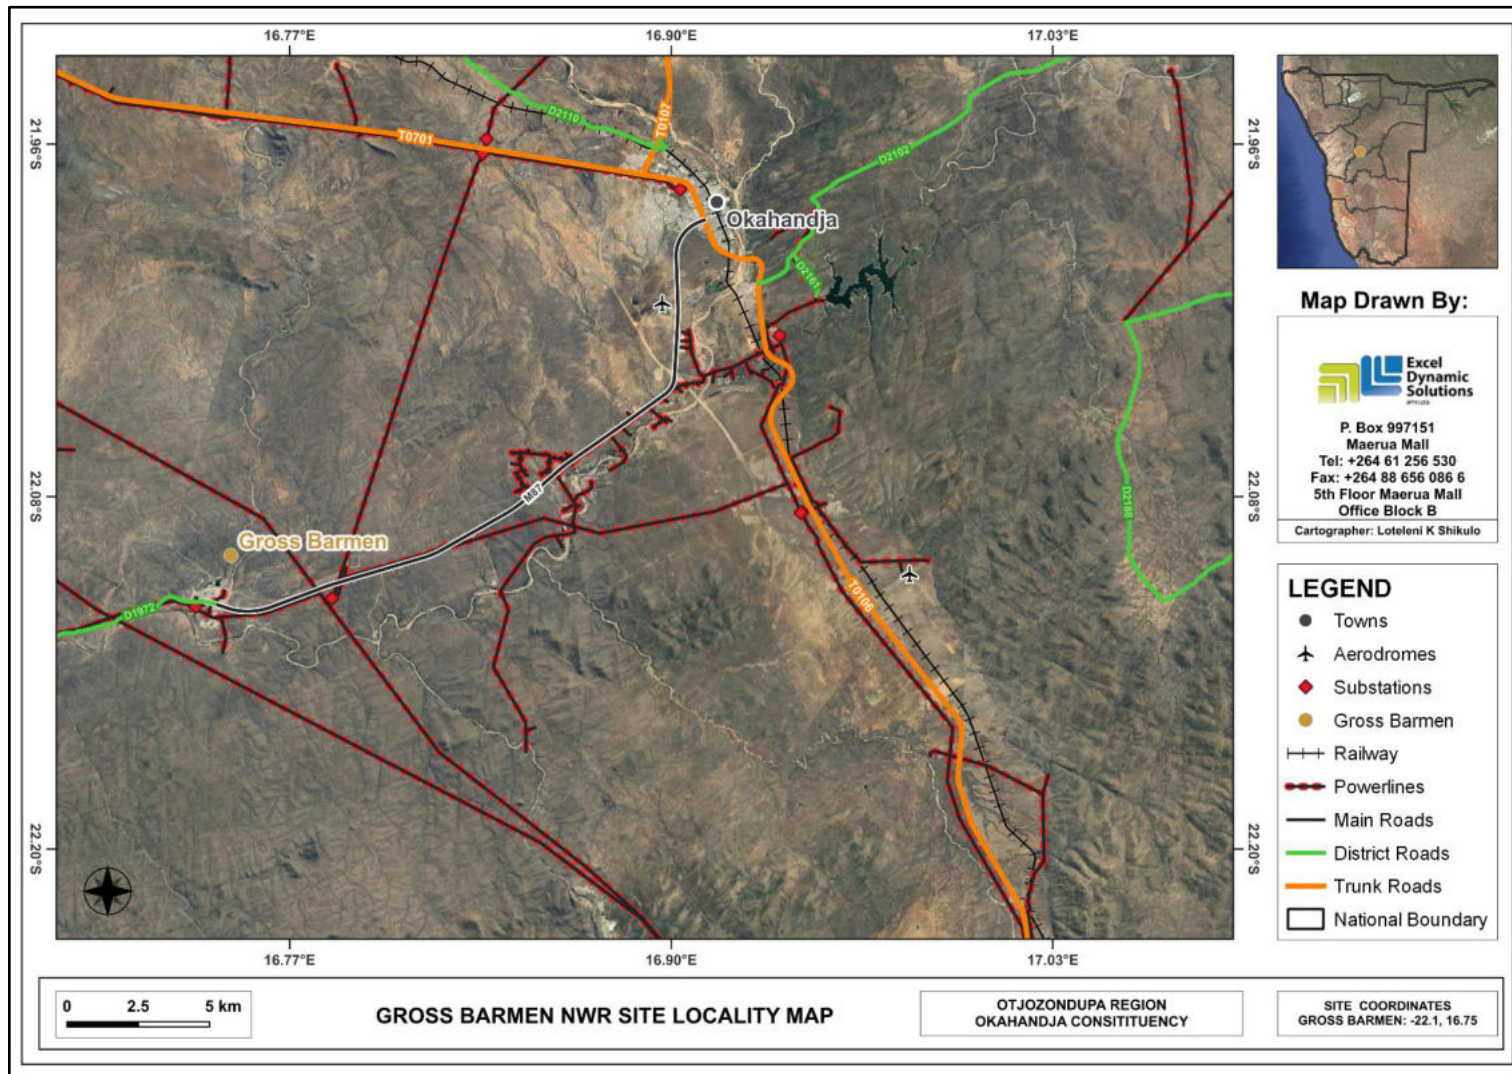 16.77°E
16.90°E
17.03°E
21.96°S
22.08°S
22.20°S
21.96°S
22.08°S
22.20°S
16.77°E
16.90°E
17.03°E
T0701
D2110
T0107
D2102
Okahandja
D2161
M87
Gross Barmen
D1972
T0106
D2188
Map Drawn By:
Excel
Dynamic
Solutions
(PTY) LTD
P. Box 997151
Maerua Mall
Tel: +264 61 256 530
Fax: +264 88 656 086 6
5th Floor Maerua Mall
Office Block B
Cartographer: Loteleni K Shikulo
LEGEND
Towns
Aerodromes
Substations
Gross Barmen
Railway
Powerlines
Main Roads
District Roads
Trunk Roads
National Boundary
0 2.5 5 km
GROSS BARMEN NWR SITE LOCALITY MAP
OTJOZONDUPA REGION
OKAHANDJA CONSITITUENCY
SITE COORDINATES
GROSS BARMEN: -22.1, 16.75